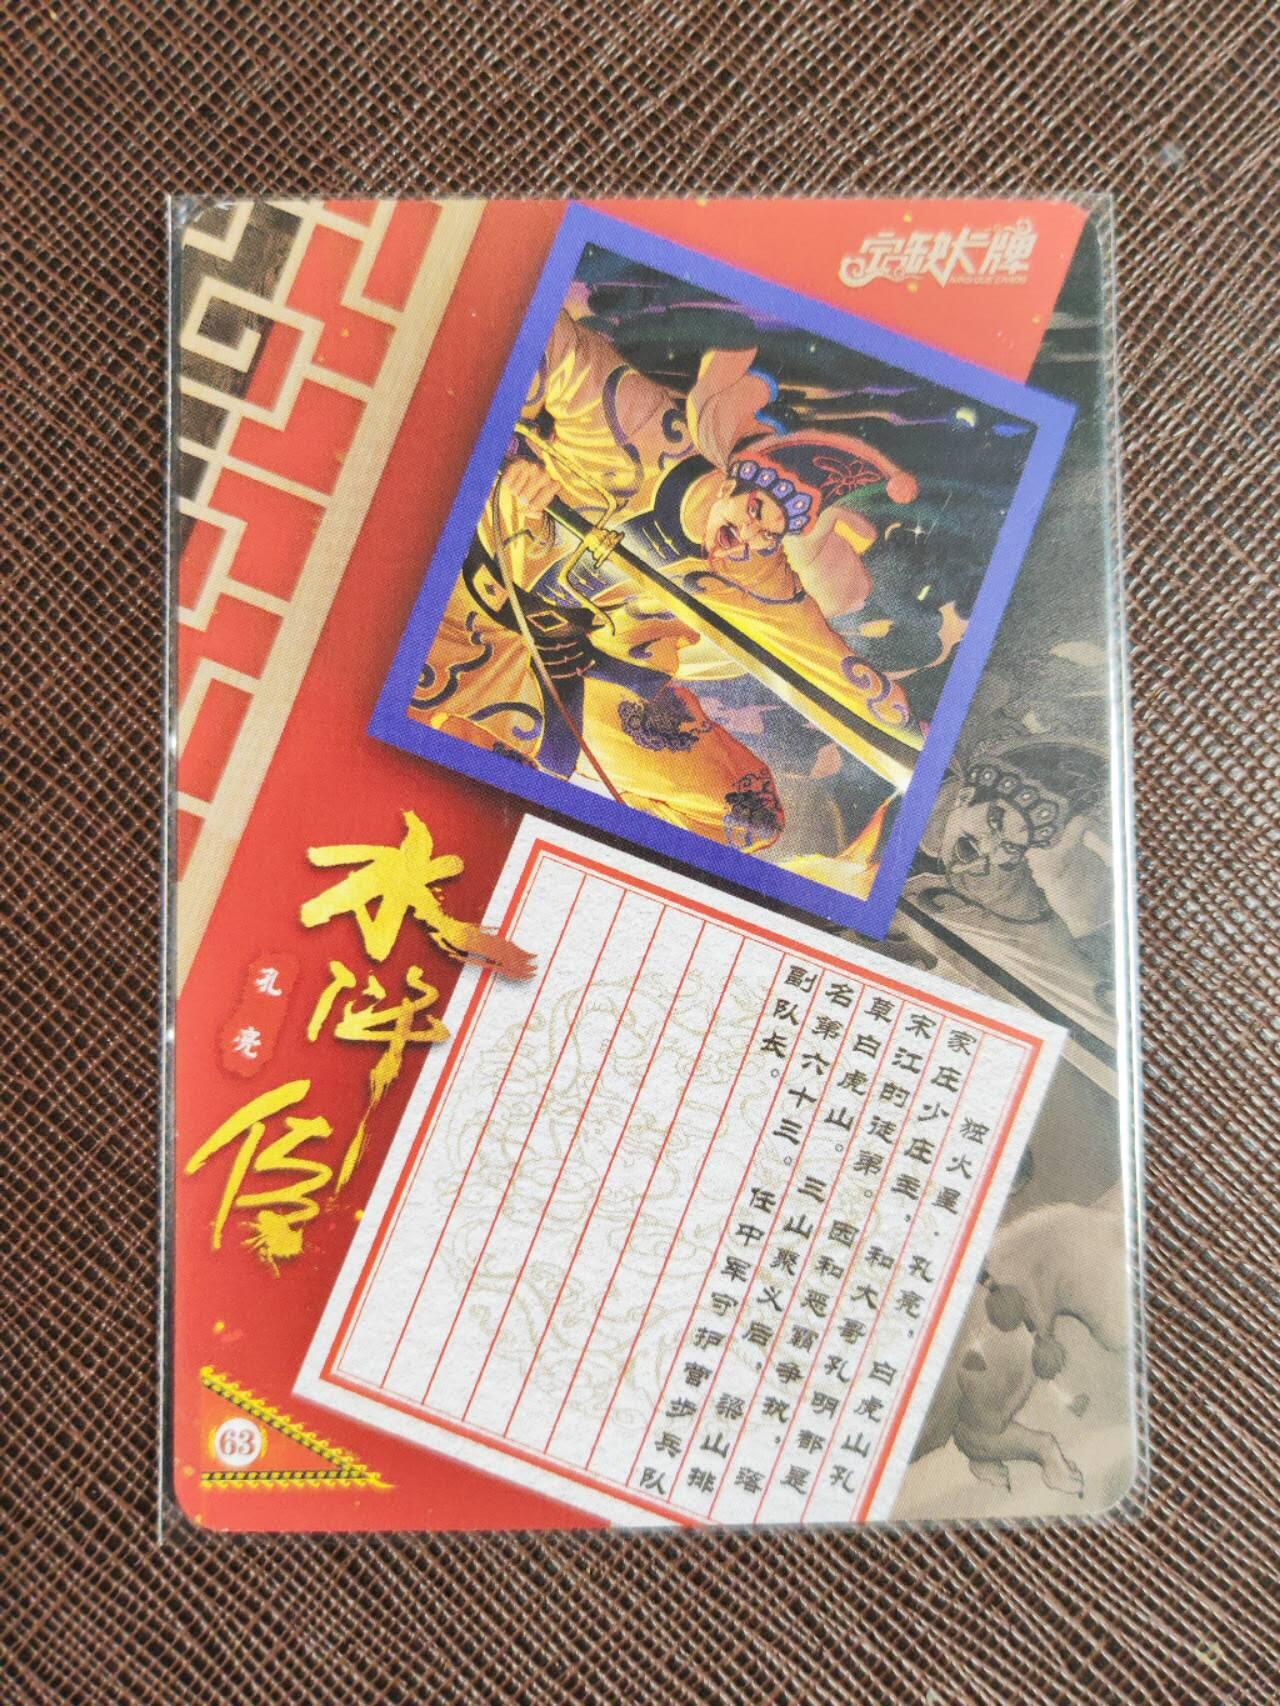 缺卡牌
水浒传
孔亮
独火星·孔亮，白虎山孔
家庄少庄主，和大哥孔明都是
宋江的徒弟。因和恶霸争执，落
草白虎山。三山聚义后，梁山排
名第六十三。任中军守护营步兵队
副队长。
63